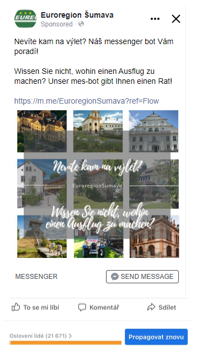 EURE
Euroregion Šumava
Sponsored
Nevíte kam na výlet? Náš messenger bot Vám
poradí!
Wissen Sie nicht, wohin einen Ausflug zu
machen? Unser mes-bot gibt Ihnen einen Rat!
https://m.me/EuroregionSumava?ref=Flow
Nevíte kam na výlet?
EuroregionŠumava
Wissen Sie nicht, wohin
einen Ausflug zu machen?
MESSENGER
SEND MESSAGE
To se mi líbí
Komentář
Sdílet
Oslovení lidé (21 671)
Propagovat znovu